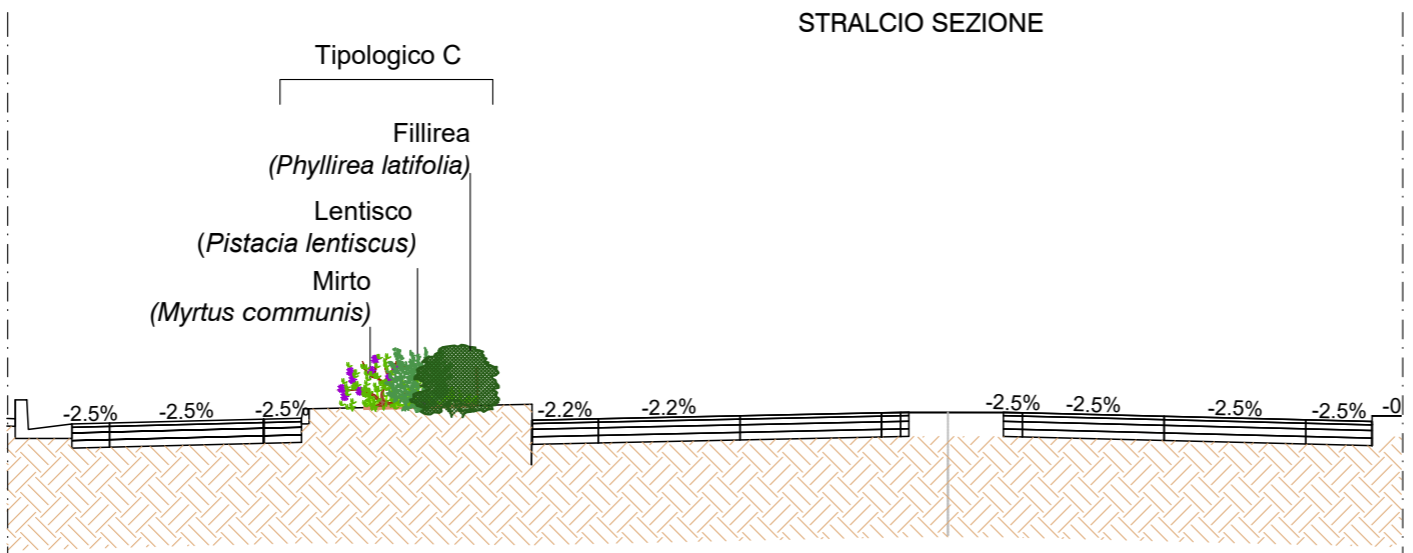 STRALCIO SEZIONE
Tipologico C
Fillirea
(Phyllirea latifolia)
Lentisco
(Pistacia lentiscus)
Mirto
(Myrtus communis)
-2.5% -2.5% -2.5% -2.2% -2.2% -2.5% -2.5% -2.5% -2.5% -0